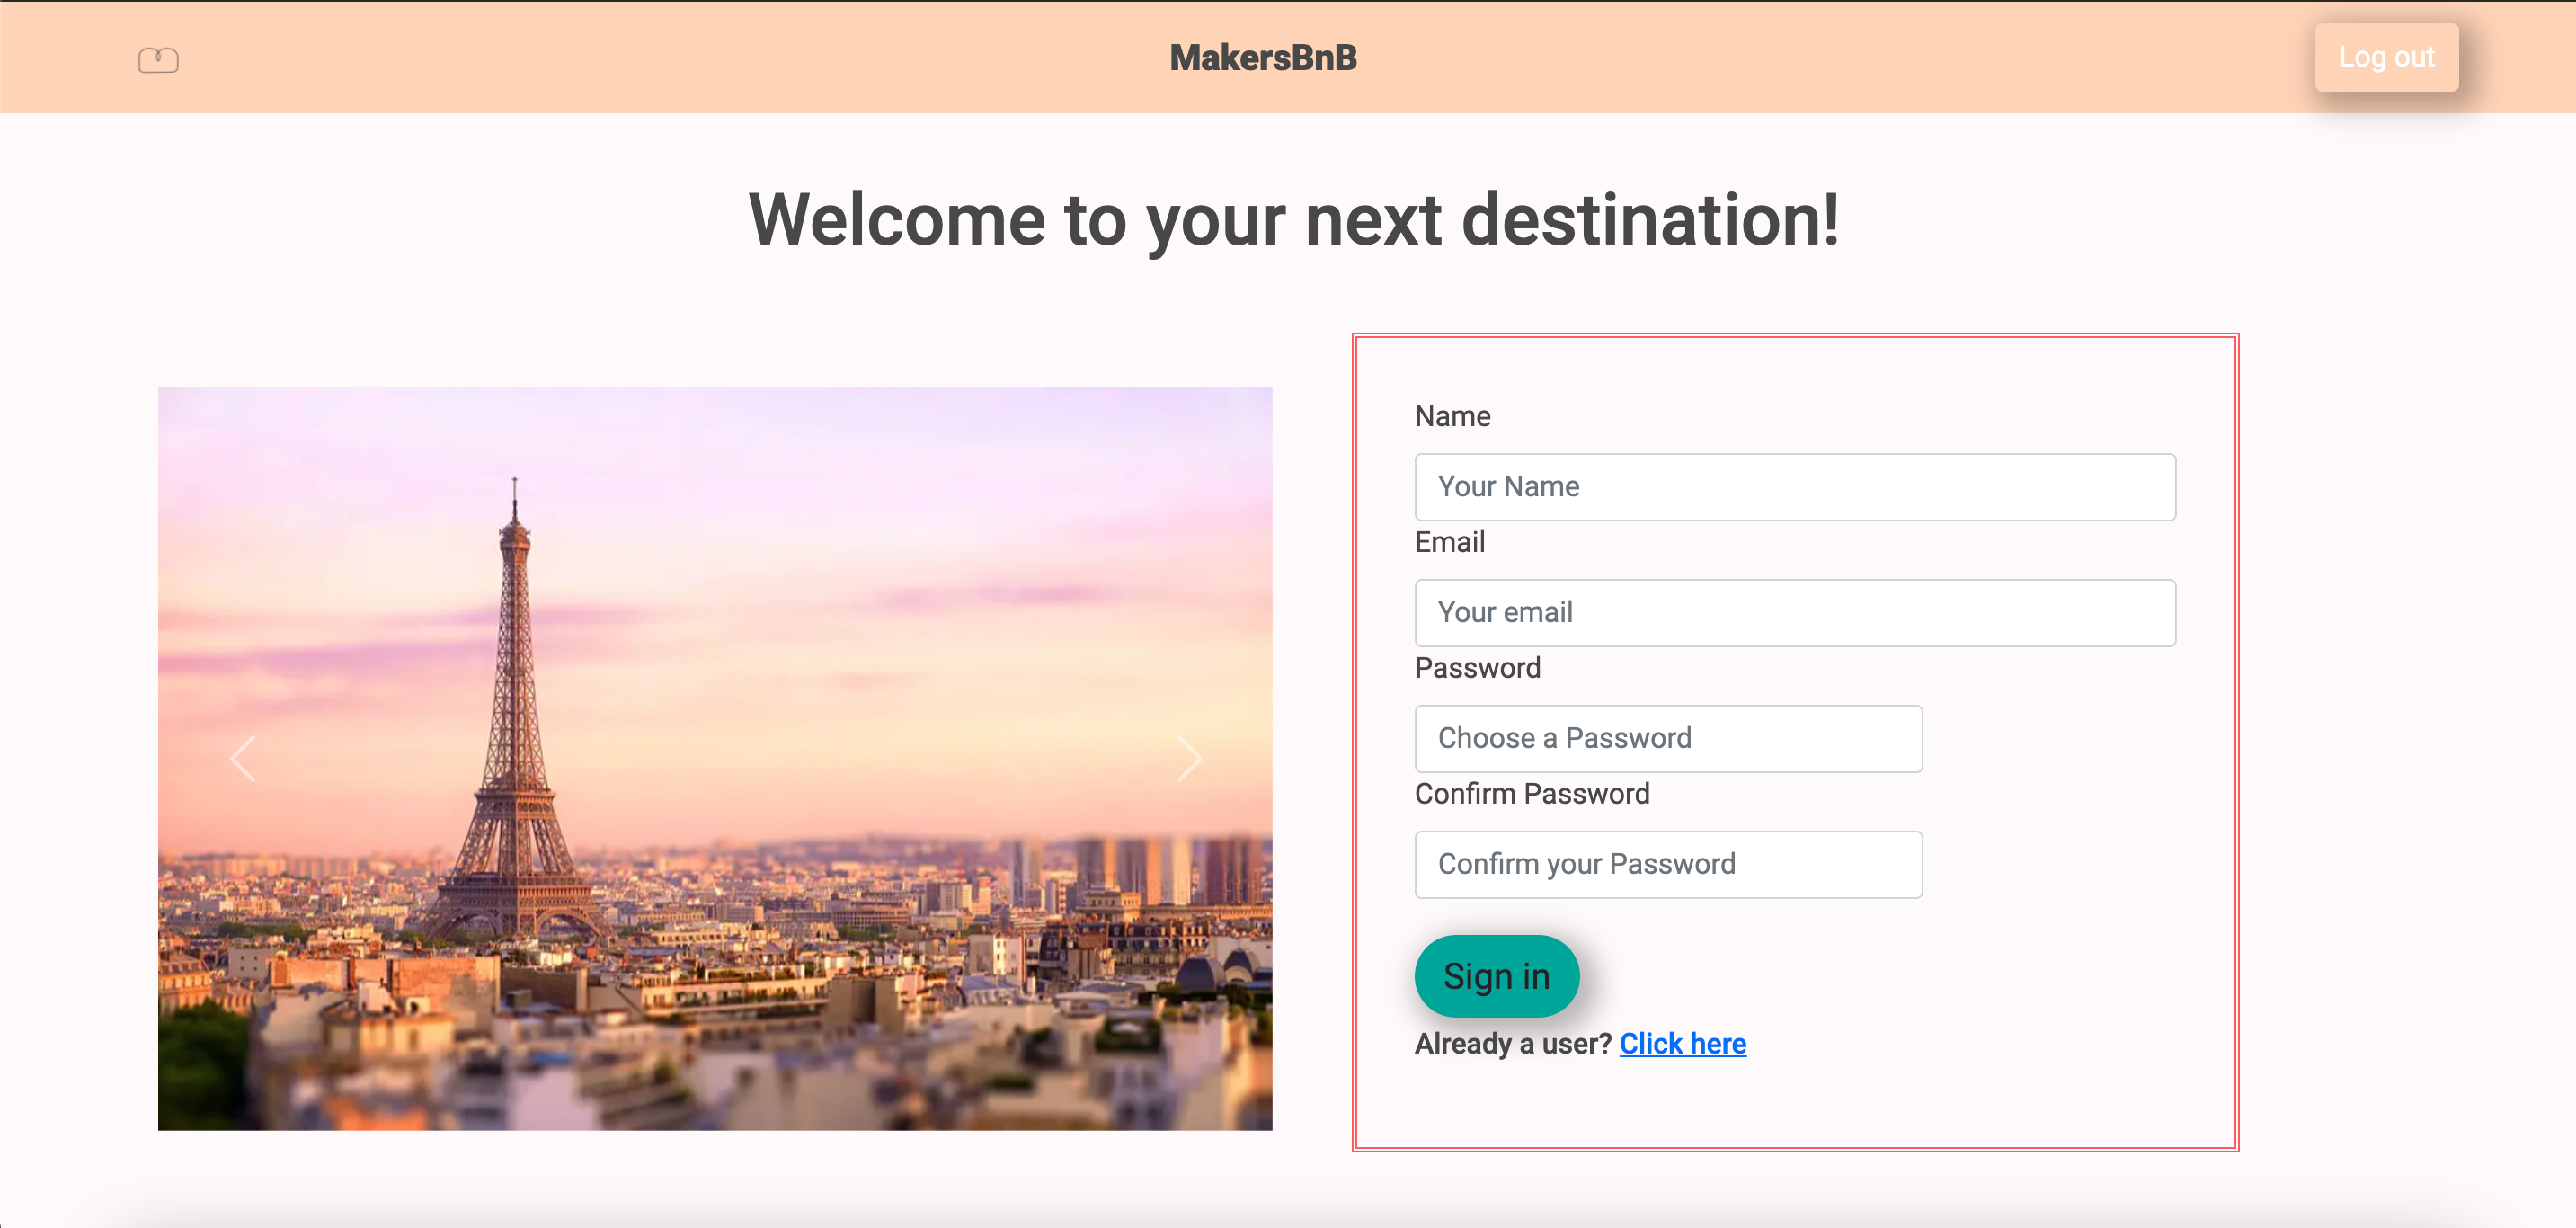 MakersBnB
Log out
Welcome to your next destination!
Name
Your Name
Email
Your email
Password
Choose a Password
Confirm Password
Confirm your Password
Sign in
Already a user? Click here